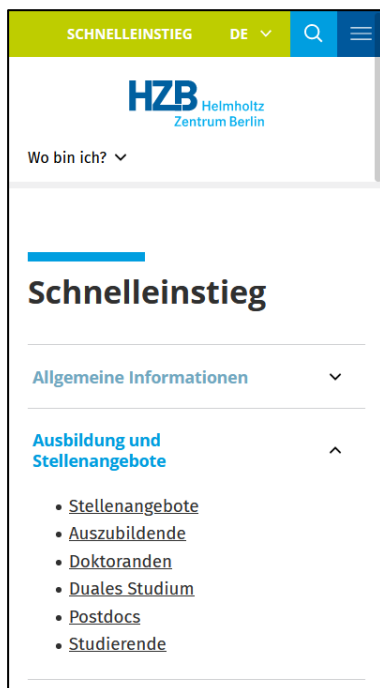 SCHNELLEINSTIEG DE
HZB Helmholtz
Zentrum Berlin
Wo bin ich?
Schnelleinstieg
Allgemeine Informationen
Ausbildung und
Stellenangebote
Stellenangebote
Auszubildende
Doktoranden
Duales Studium
Postdocs
Studierende